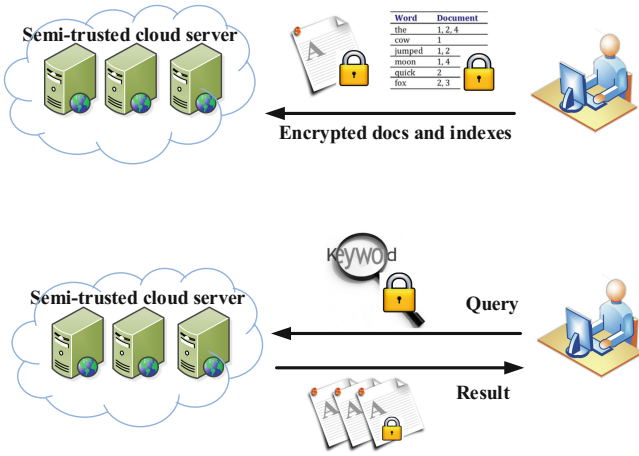 Semi-trusted cloud server
A
Word Document
the 1, 2, 4
cow 1
jumped 1, 2
moon 1, 4
quick 2
fox 2, 3
Encrypted docs and indexes
Keyword
Semi-trusted cloud server
Query
Result
A A A